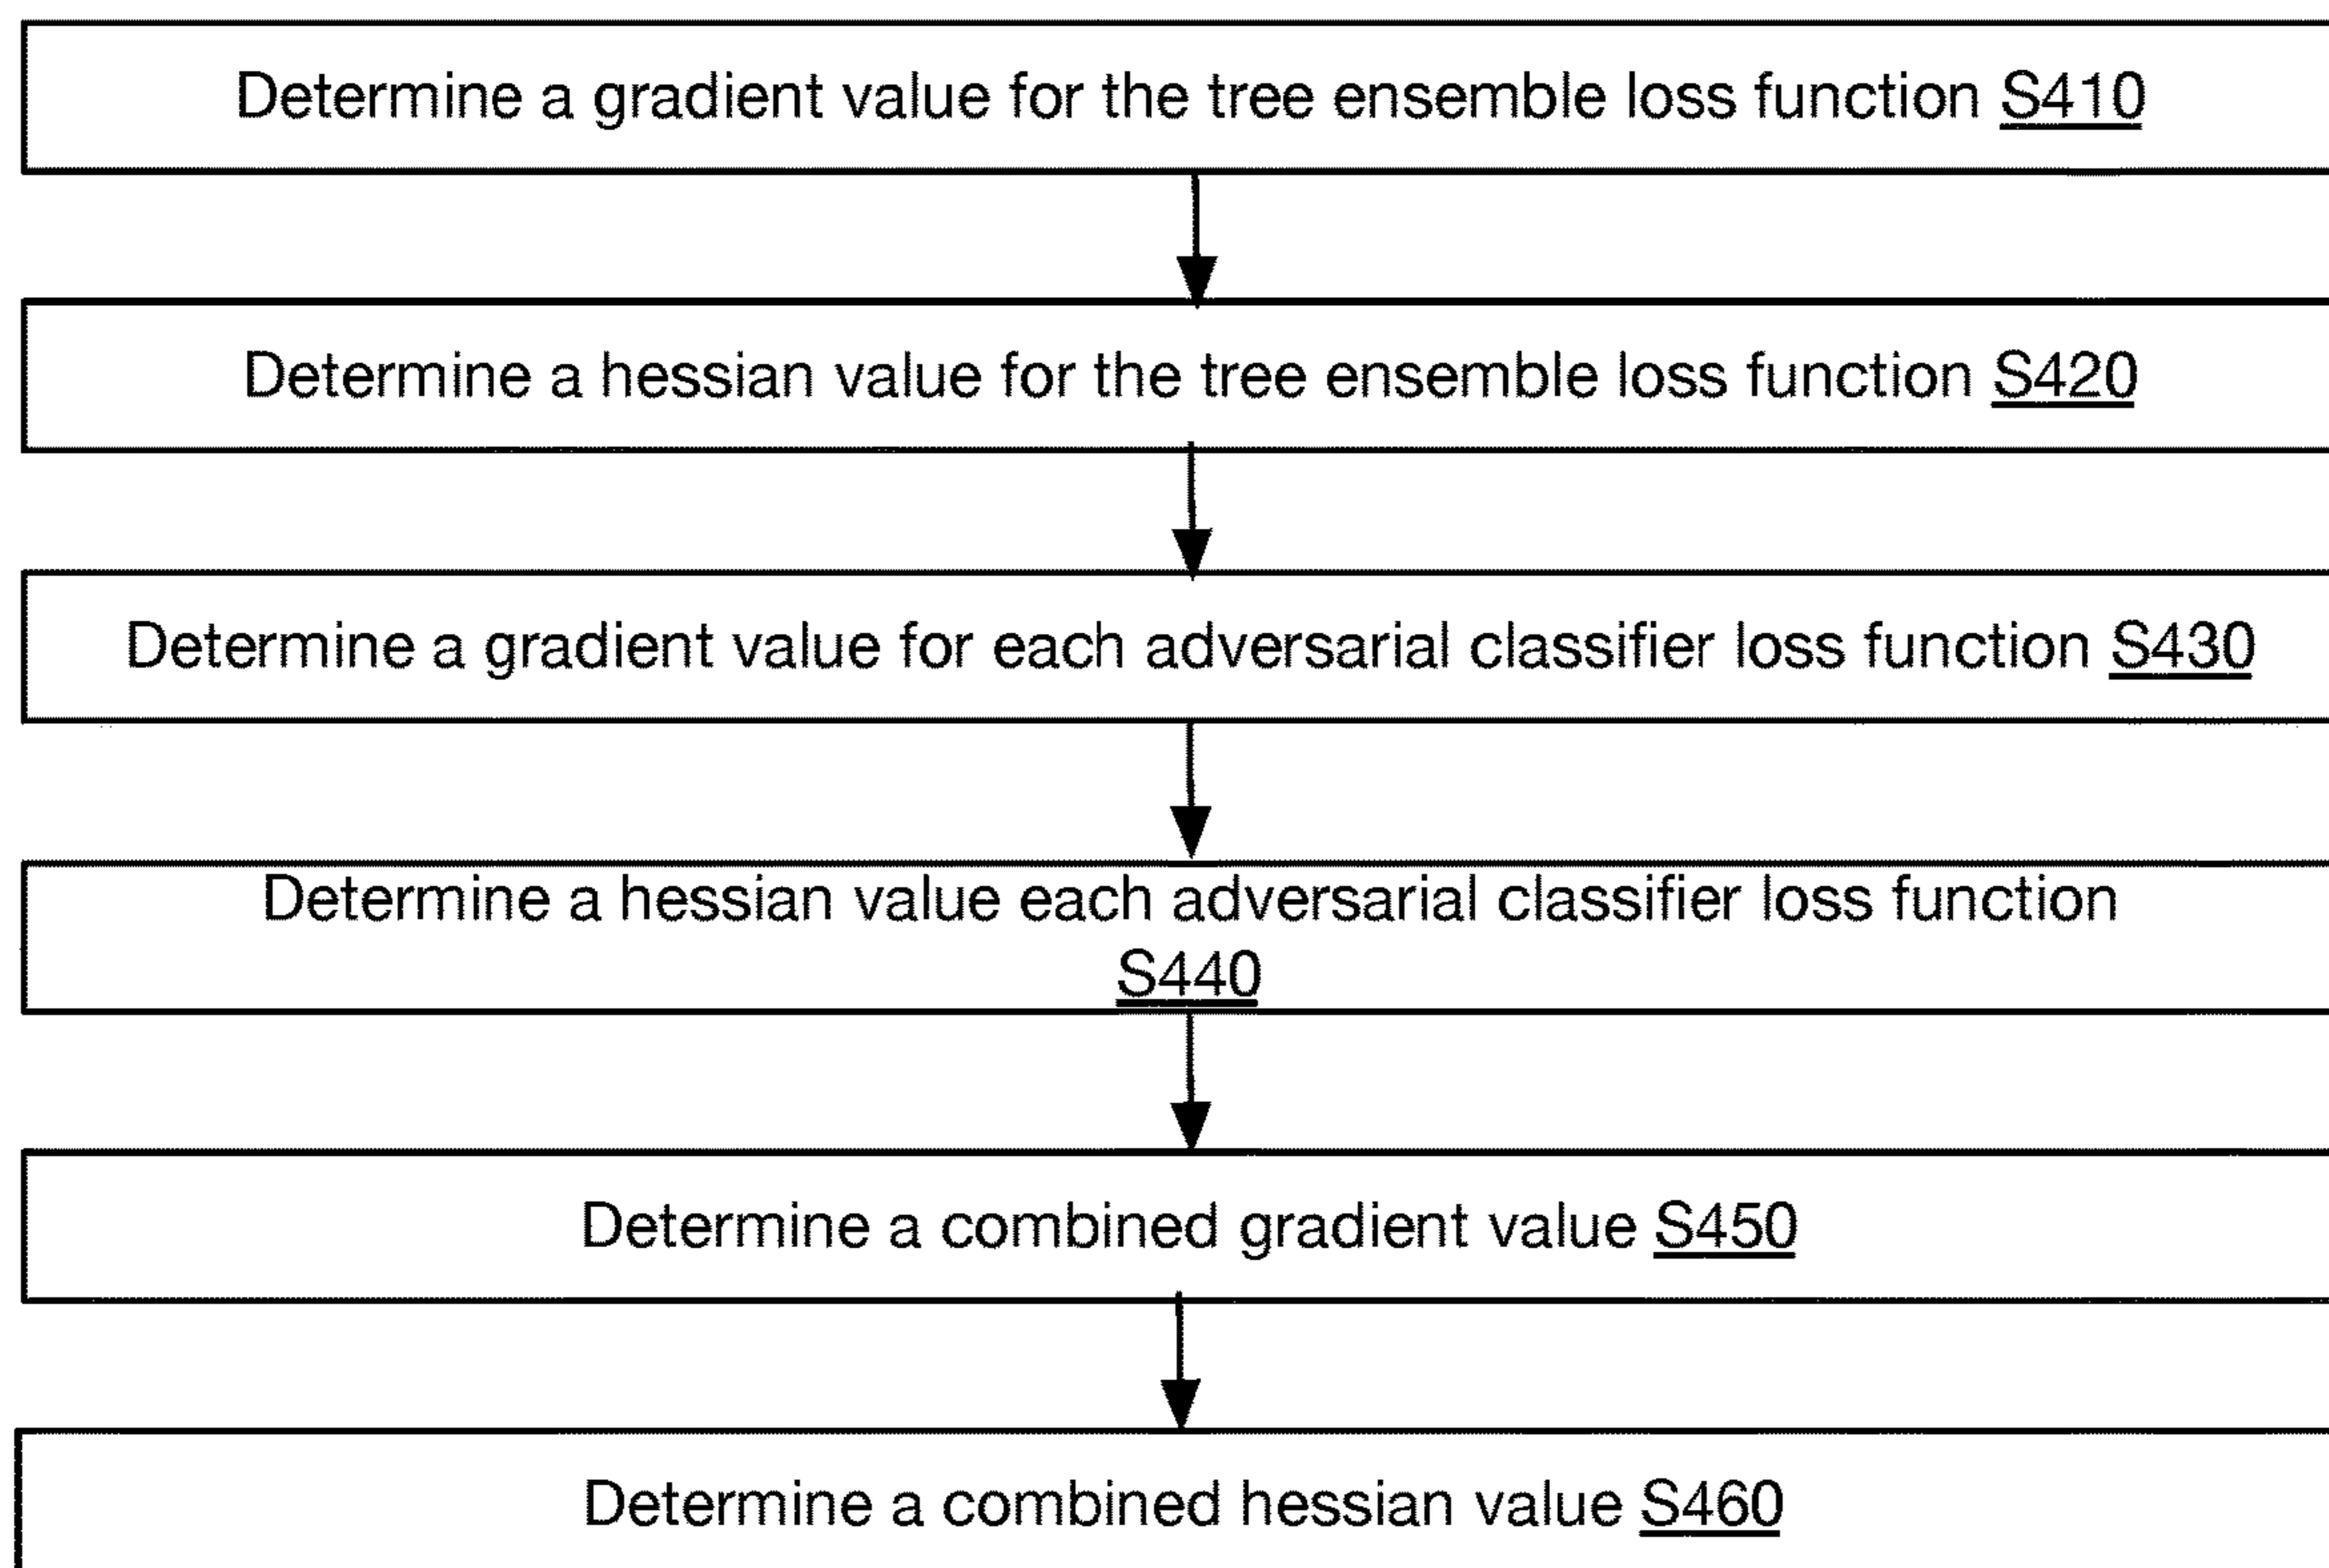 Determine a gradient value for the tree ensemble loss function S410
Determine a hessian value for the tree ensemble loss function S420
Determine a gradient value for each adversarial classifier loss function S430
Determine a hessian value each adversarial classifier loss function
S440
Determine a combined gradient value S450
Determine a combined hessian value S460